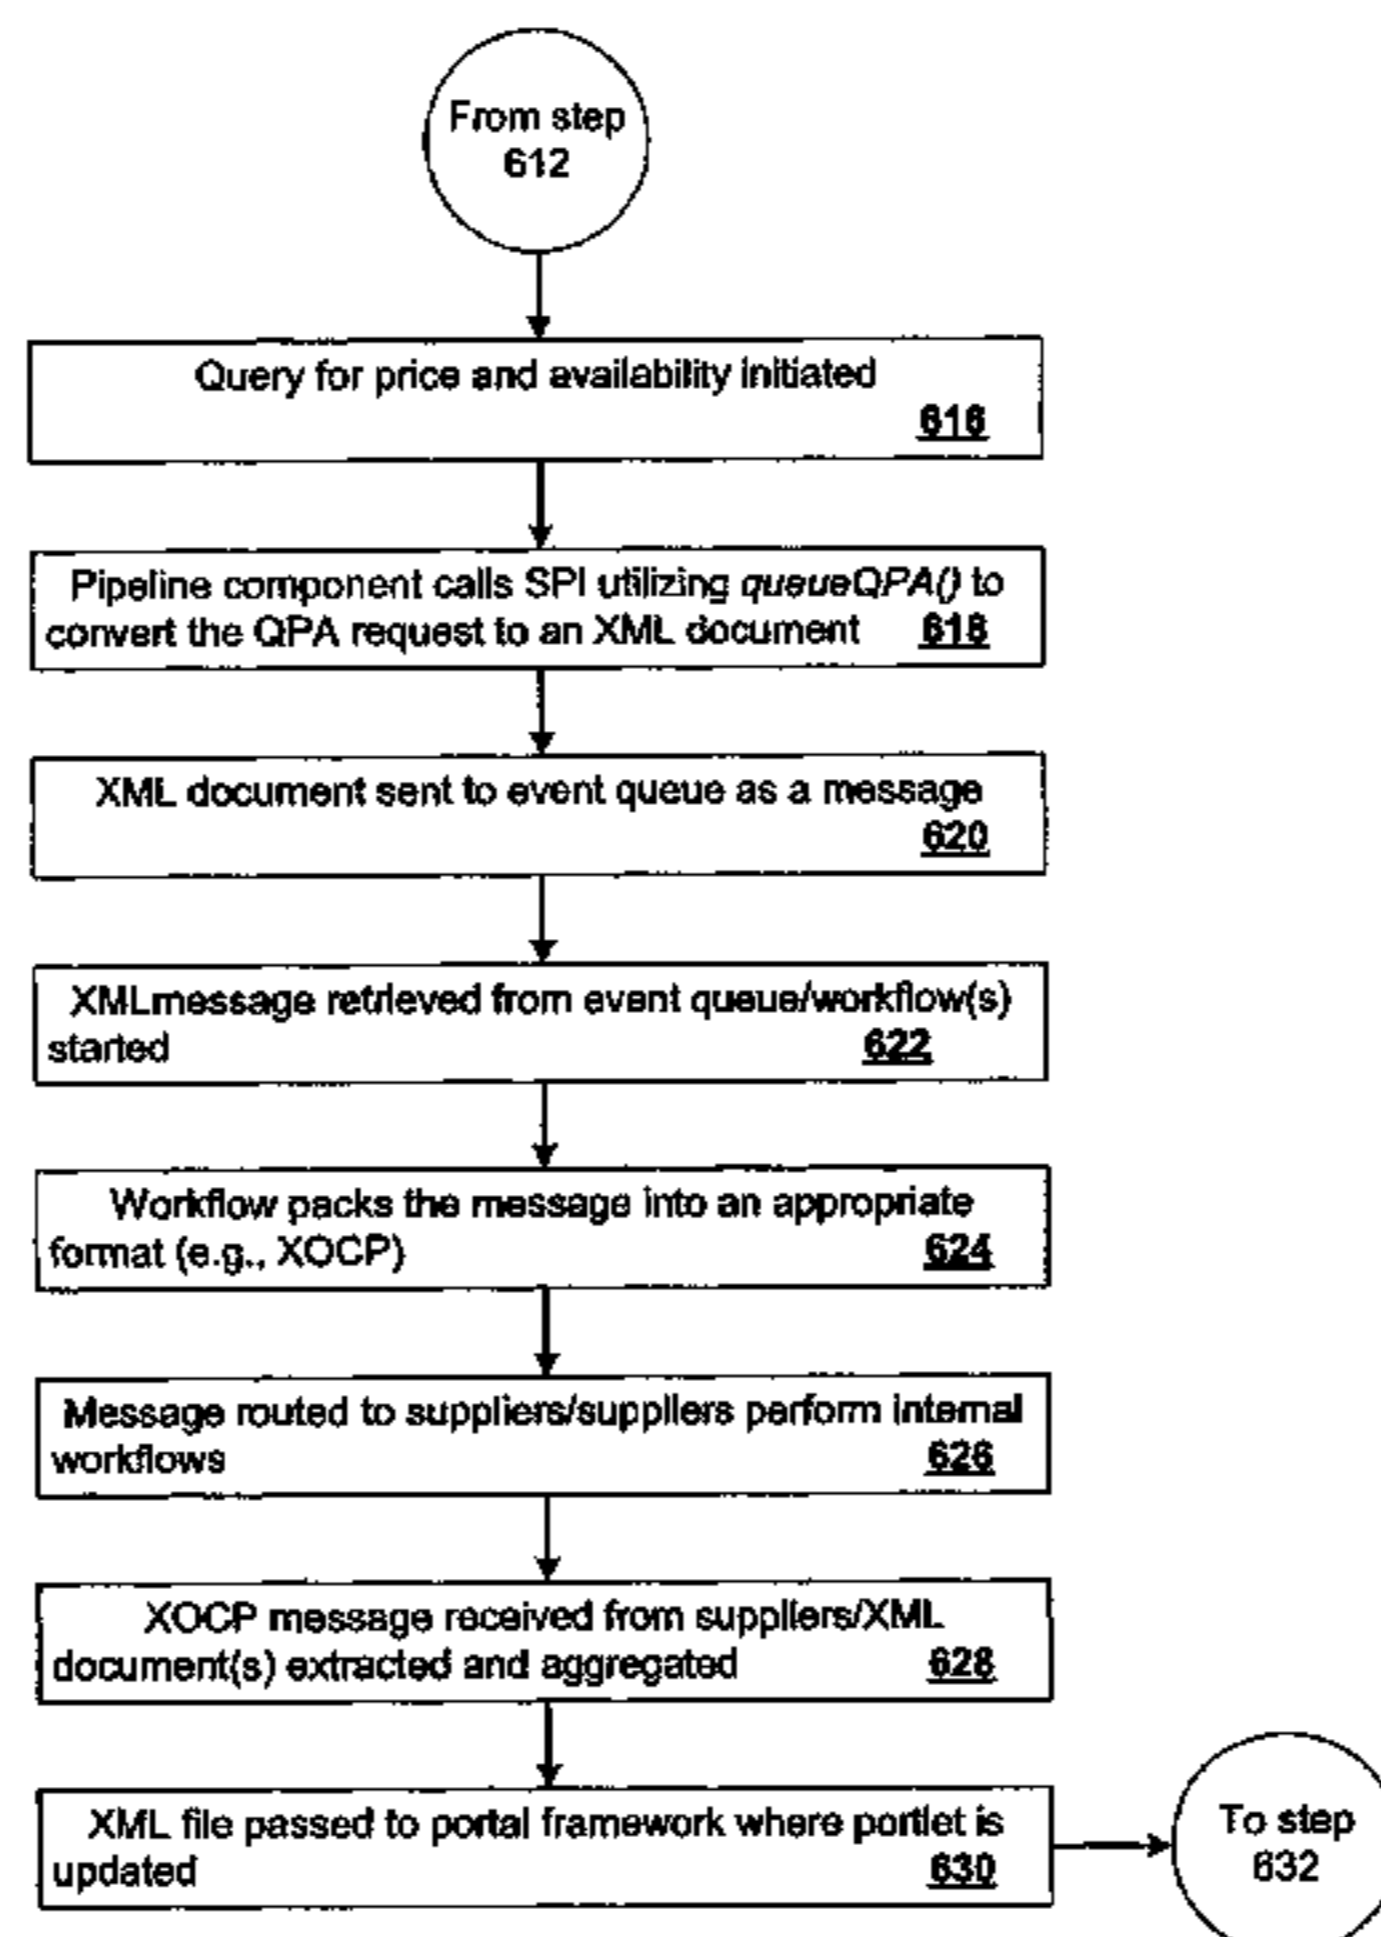 From step
612
Query for price and availability initiated
616
Pipeline component calls SPI utilizing queueQPA() to
convert the QPA request to an XML document 618
XML document sent to event queue as a message
620
XMLmessage retrieved from event queue/workflow(s)
started 622
Workflow packs the message into an appropriate
format (e.g., XOCP) 624
Message routed to suppliers/suppliers perform internal
workflows 626
XOCP message received from suppliers/XML
document(s) extracted and aggregated 628
XML file passed to portal framework where portlet is
updated 630
To step
632